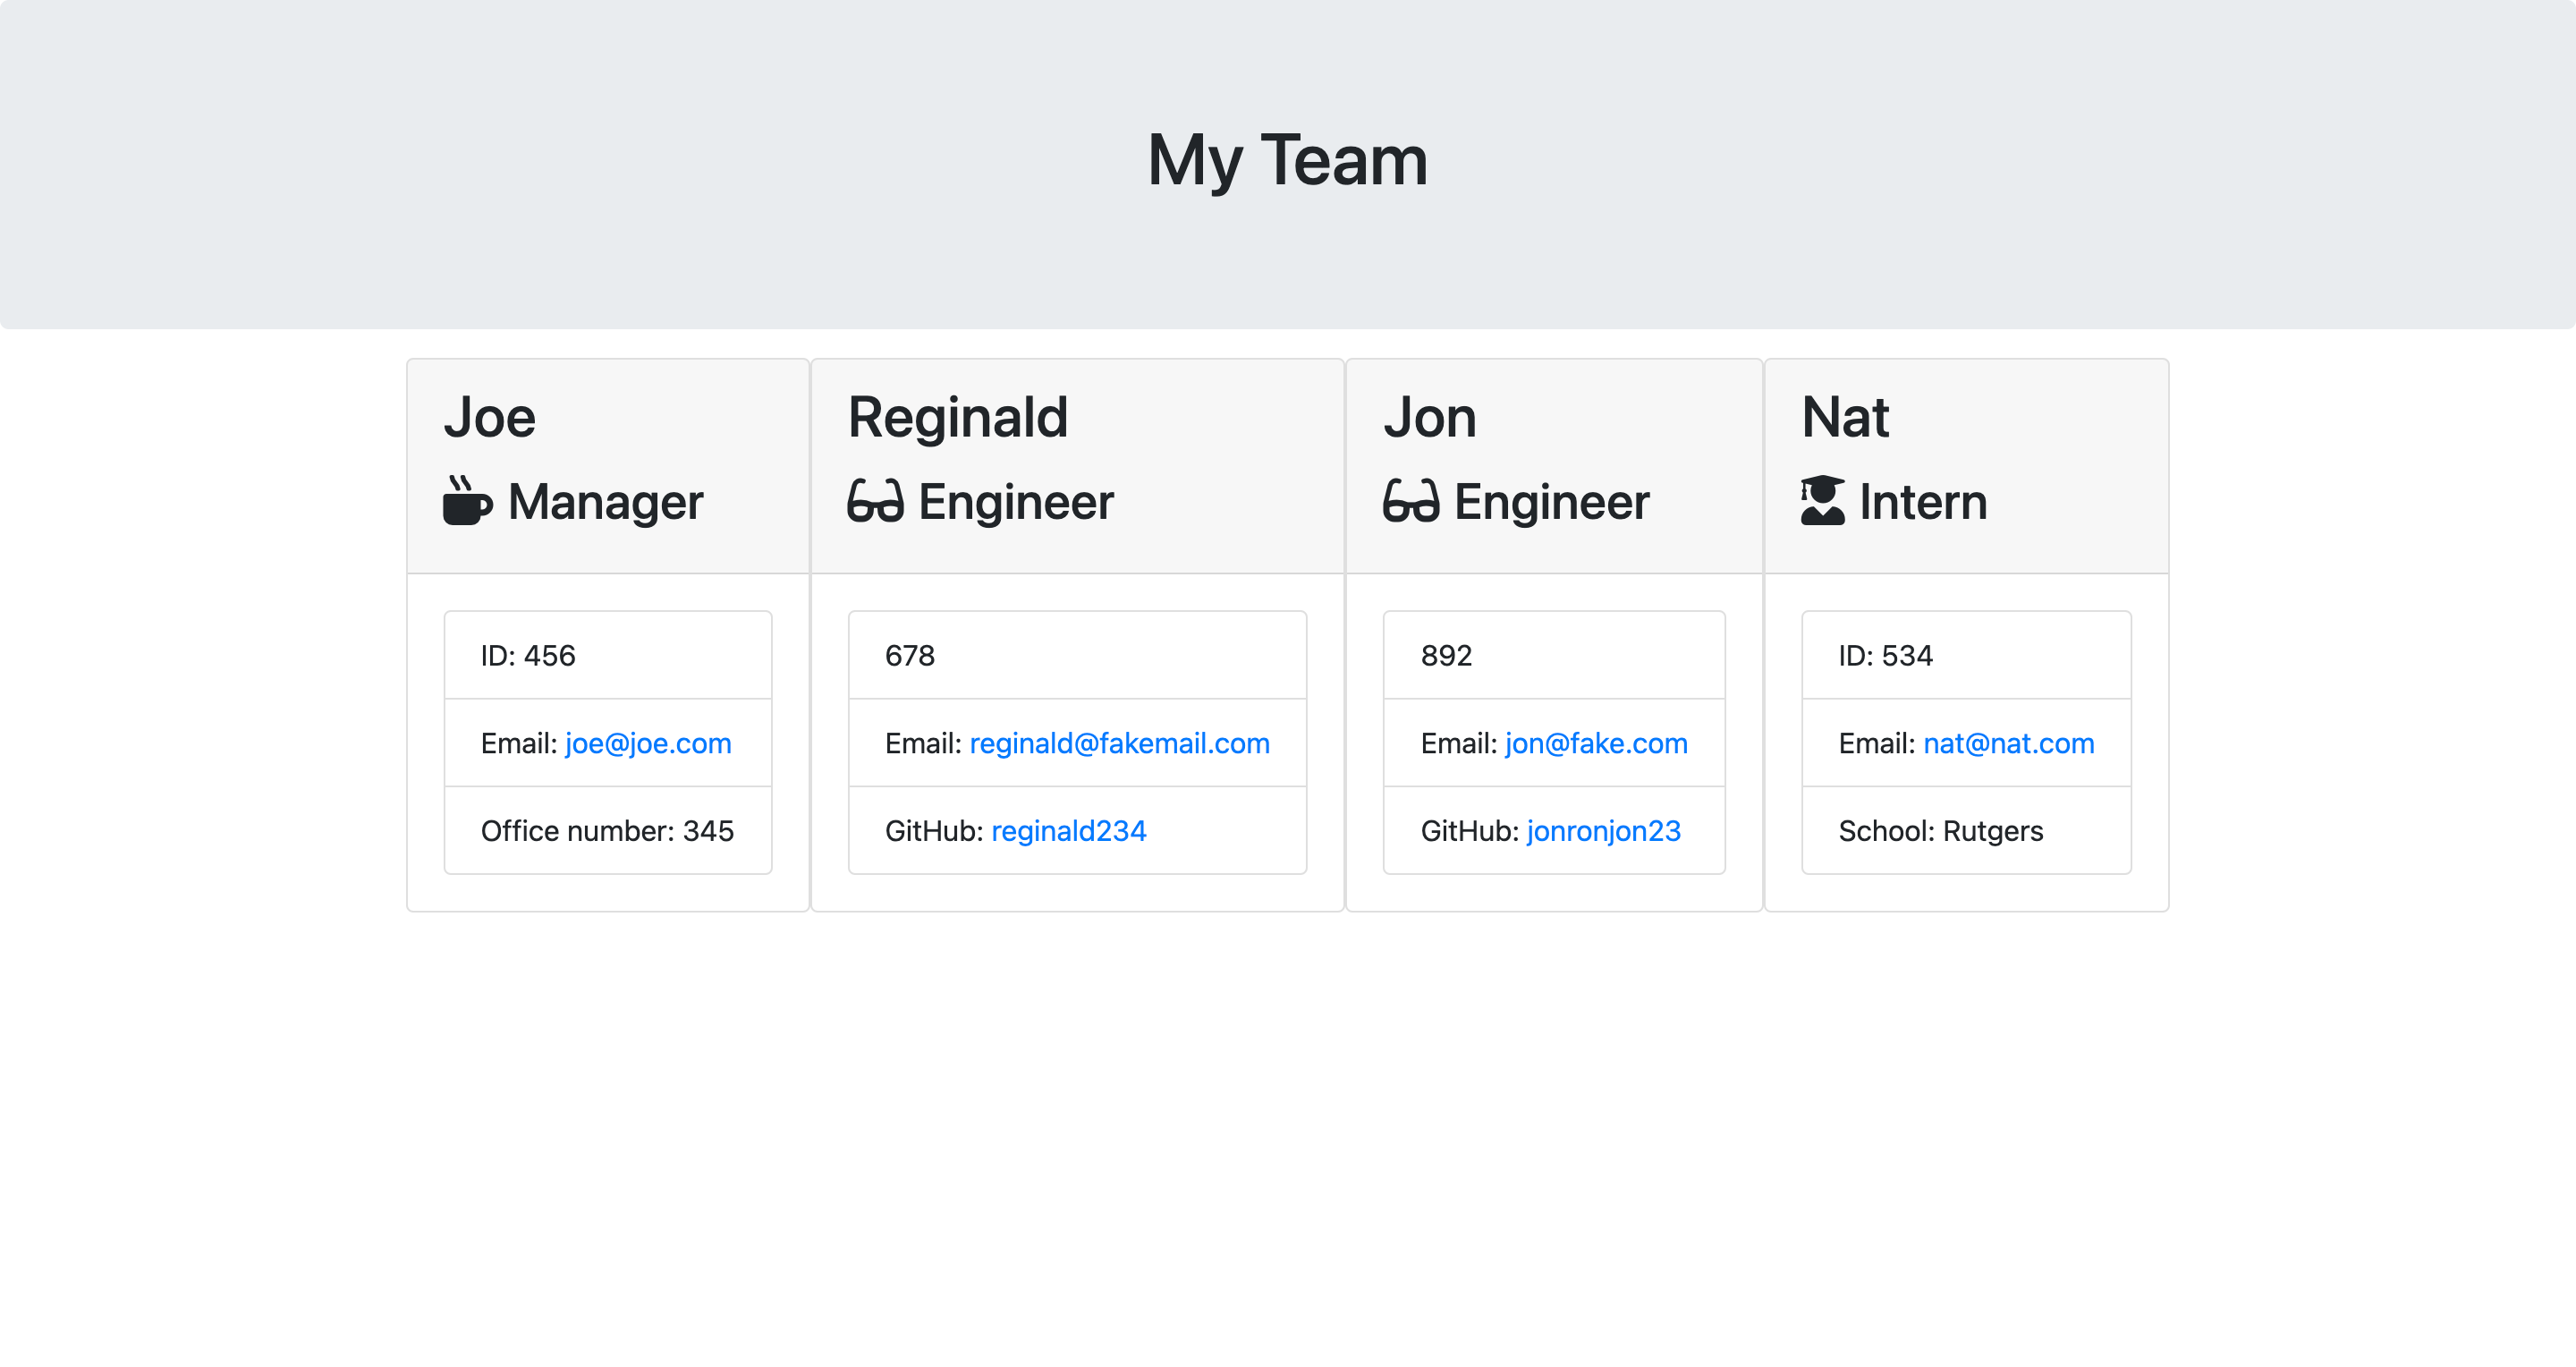 My Team
Joe
Manager
ID: 456
Email: joe@joe.com
Office number: 345
Reginald
Engineer
678
Email: reginald@fakemail.com
GitHub: reginald234
Jon
Engineer
892
Email: jon@fake.com
GitHub: jonronjon23
Nat
Intern
ID: 534
Email: nat@nat.com
School: Rutgers